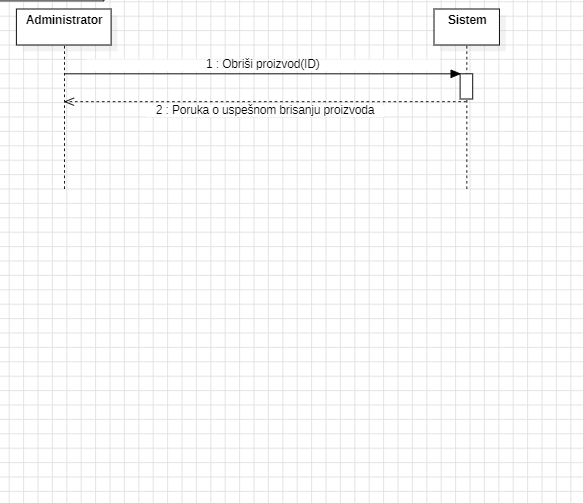 Administrator
Sistem
1 : Obriši proizvod(ID)
2 : Poruka o uspešnom brisanju proizvoda